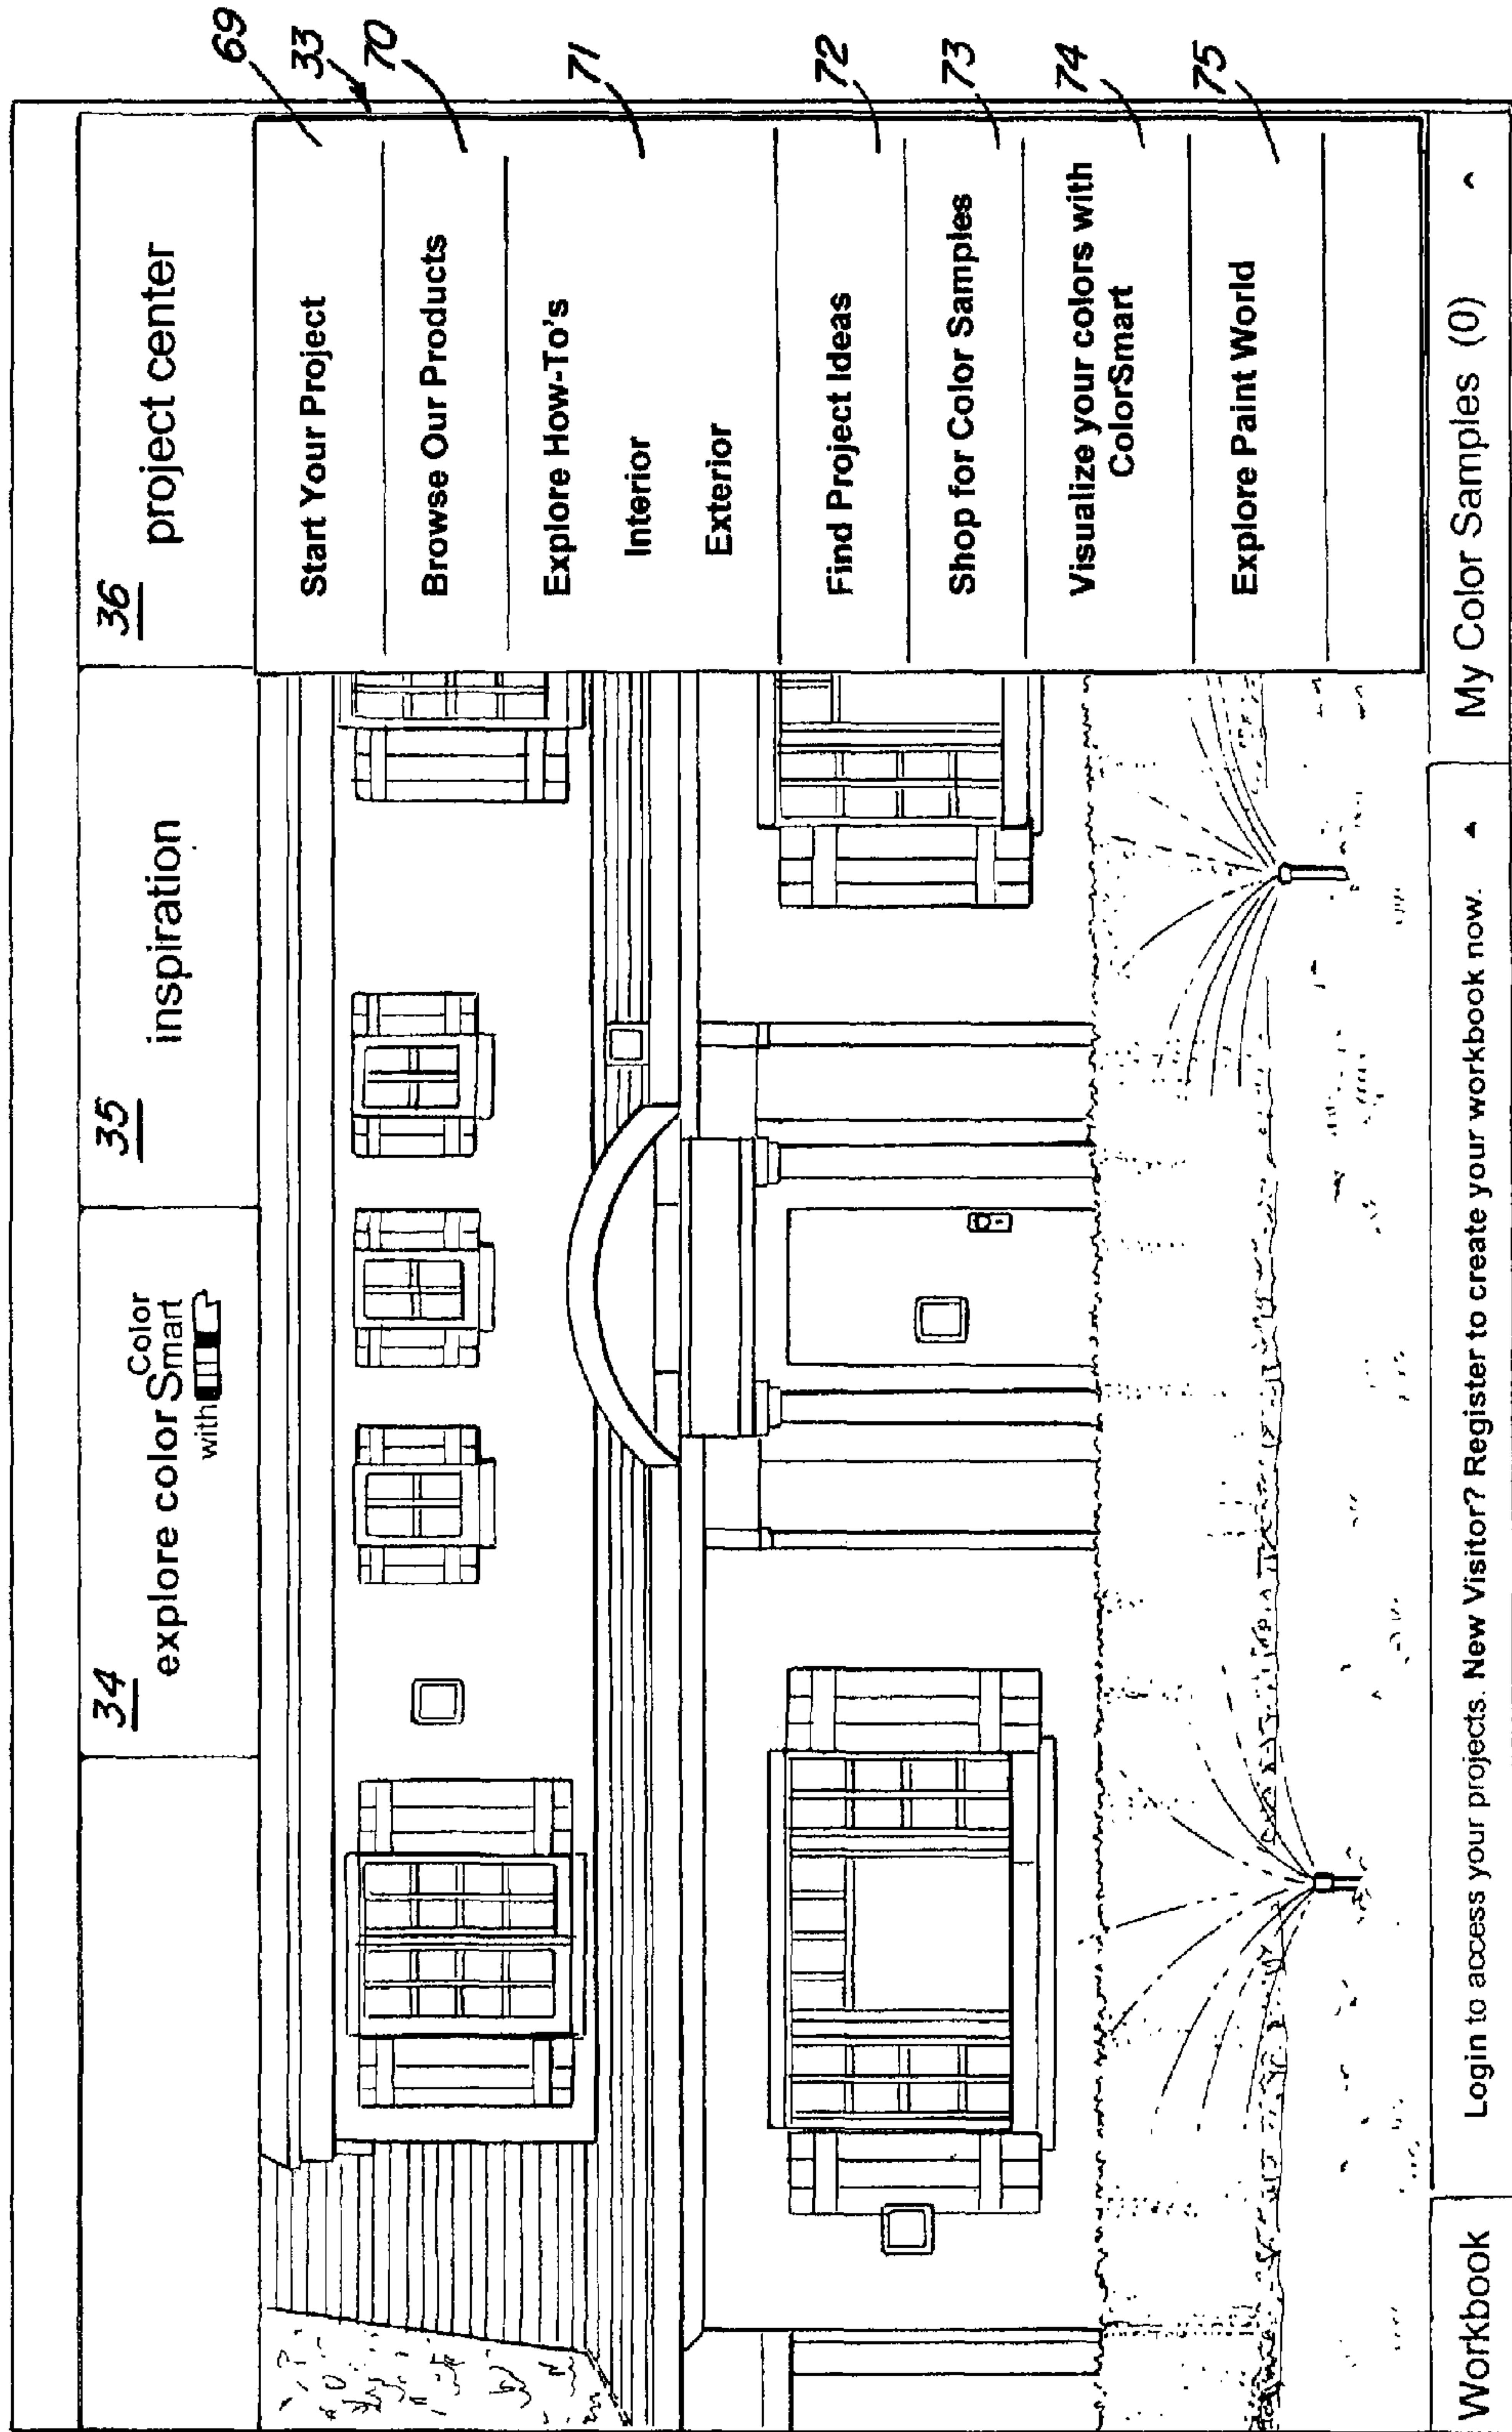 34
explore color
Color
Smart
with
35
inspiration
36
project center
69
Start Your Project
33
70
Browse Our Products
71
Explore How-To's
Interior
Exterior
72
Find Project Ideas
73
Shop for Color Samples
74
Visualize your colors with
ColorSmart
75
Explore Paint World
Workbook
Login to access your projects. New Visitor? Register to create your workbook now.
My Color Samples (0)